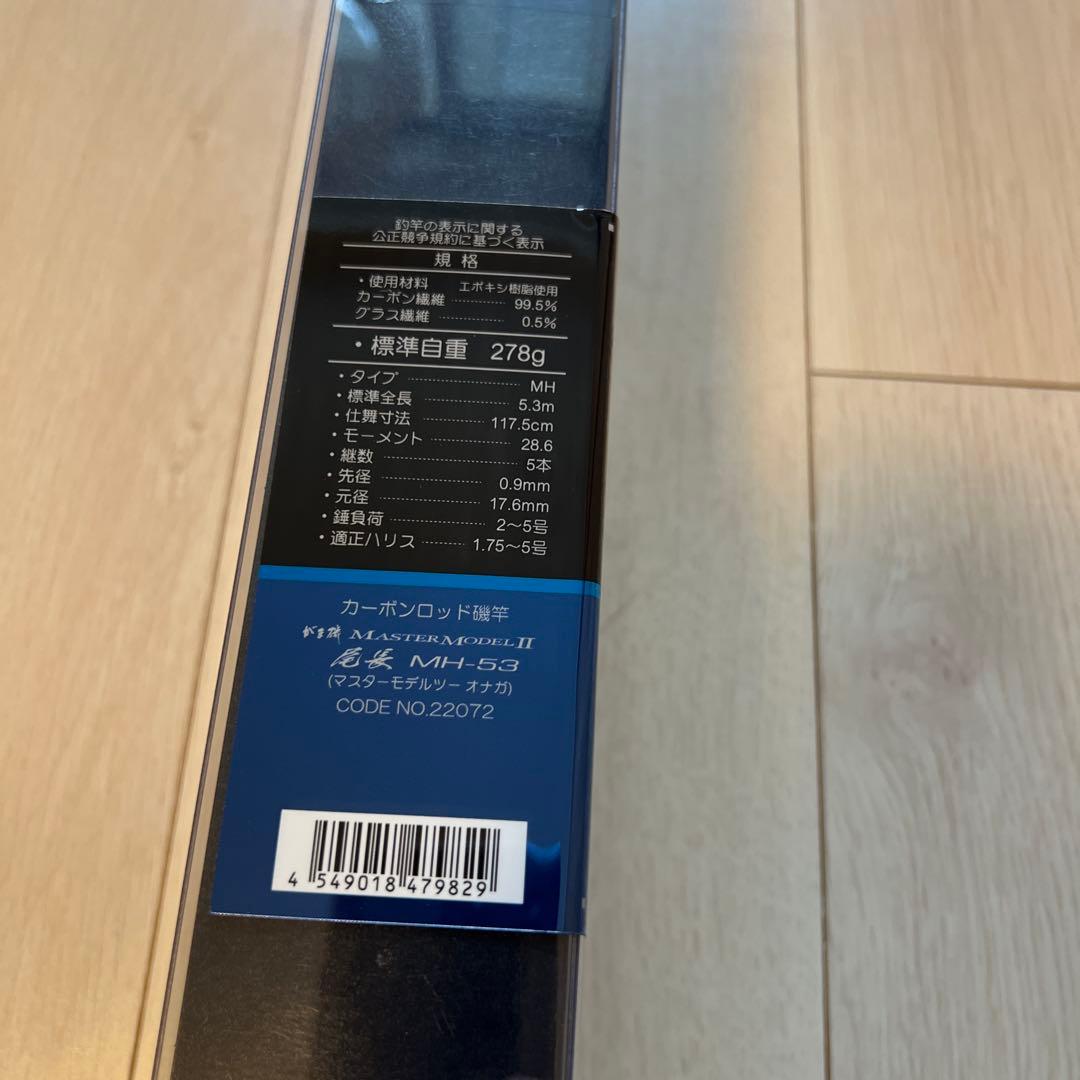 釣竿の表示に関する
公正競争規約に基づく表示
規 格
・使用材料 エポキシ樹脂使用
カーボン繊維 ………… 99.5%
グラス繊維 ………… 0.5%
・標準自重 278g
・タイプ ………… MH
・標準全長 ………… 5.3m
・仕舞寸法 ………… 117.5cm
・モーメント ………… 28.6
・継数 ………… 5本
・先径 ………… 0.9mm
・元径 ………… 17.6mm
・錘負荷 ………… 2〜5号
・適正ハリス ………… 1.75〜5号
カーボンロッド磯竿
がま磯 MASTERMODELⅡ
尾長 MH-53
(マスターモデルツー オナガ)
CODE NO.22072
4 549018 479829